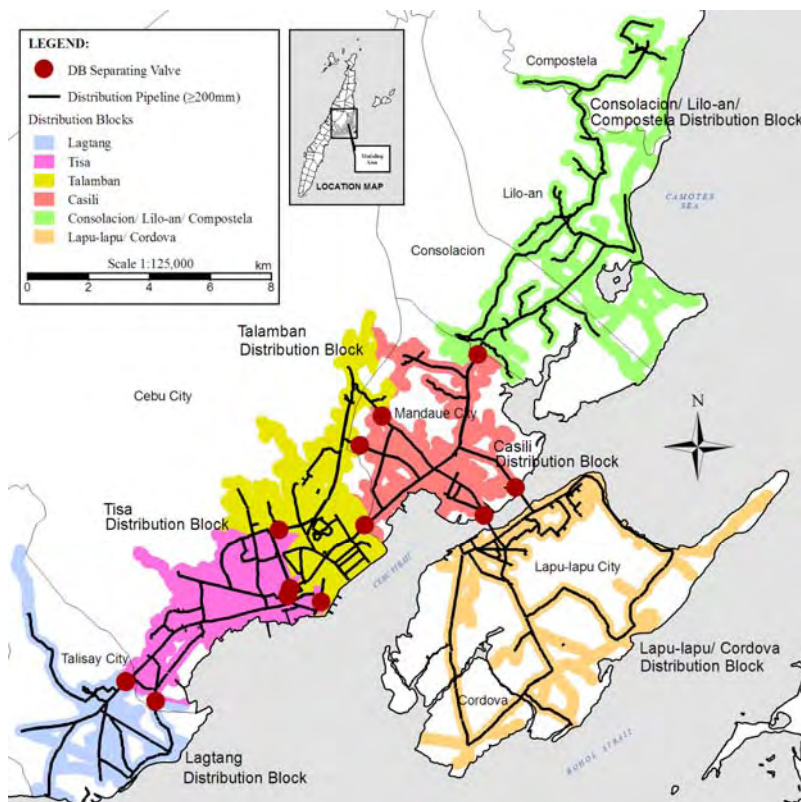 LEGEND:
DB Separating Valve
Distribution Pipeline (≥200mm)
Distribution Blocks
Lagtang
Tisa
Talamban
Casili
Consolacion/ Lilo-an/ Compostela
Lapu-lapu/ Cordova
Scale 1:125,000
km
0 2 4 6 8
LOCATION MAP
Compostela
Consolacion/ Lilo-an/
Compostela Distribution Block
Lilo-an
CAMOTES
SEA
Consolacion
Talamban
Distribution Block
Cebu City
Mandaue City
N
Casili
Distribution Block
Tisa
Distribution Block
CEBU STRAIT
Lapu-lapu City
Talisay City
Lapu-lapu/ Cordova
Distribution Block
Cordova
BOHOL STRAIT
Lagtang
Distribution Block